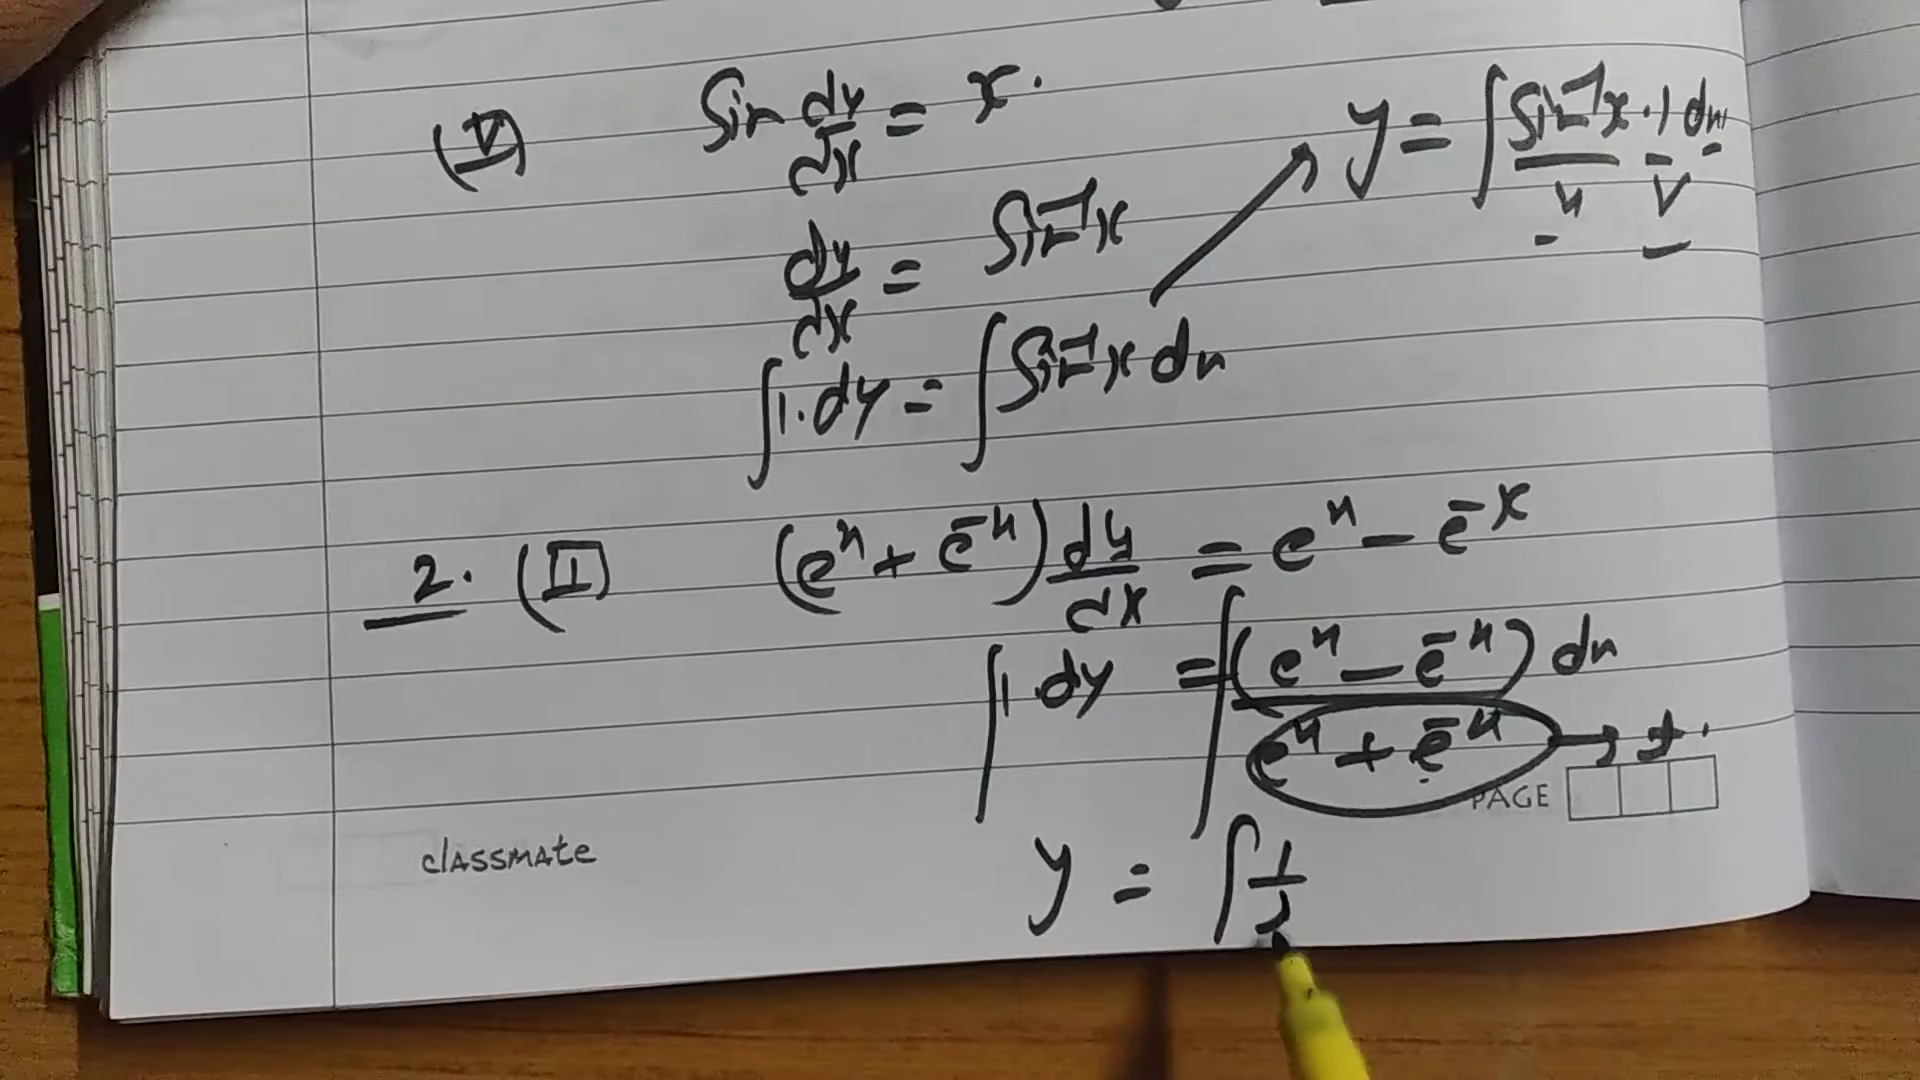 (V) Sin dy/dx = x.
y = ∫ Sin⁻¹x · 1 dx
u v
dy/dx = Sin⁻¹x
∫1. dy = ∫ Sin⁻¹x dx
2. (II) (eˣ + e⁻ˣ) dy/dx = eˣ − e⁻ˣ
∫1. dy = ∫ (eˣ − e⁻ˣ) dx / eˣ + e⁻ˣ → t.
PAGE
classmate
y = ∫ 1/